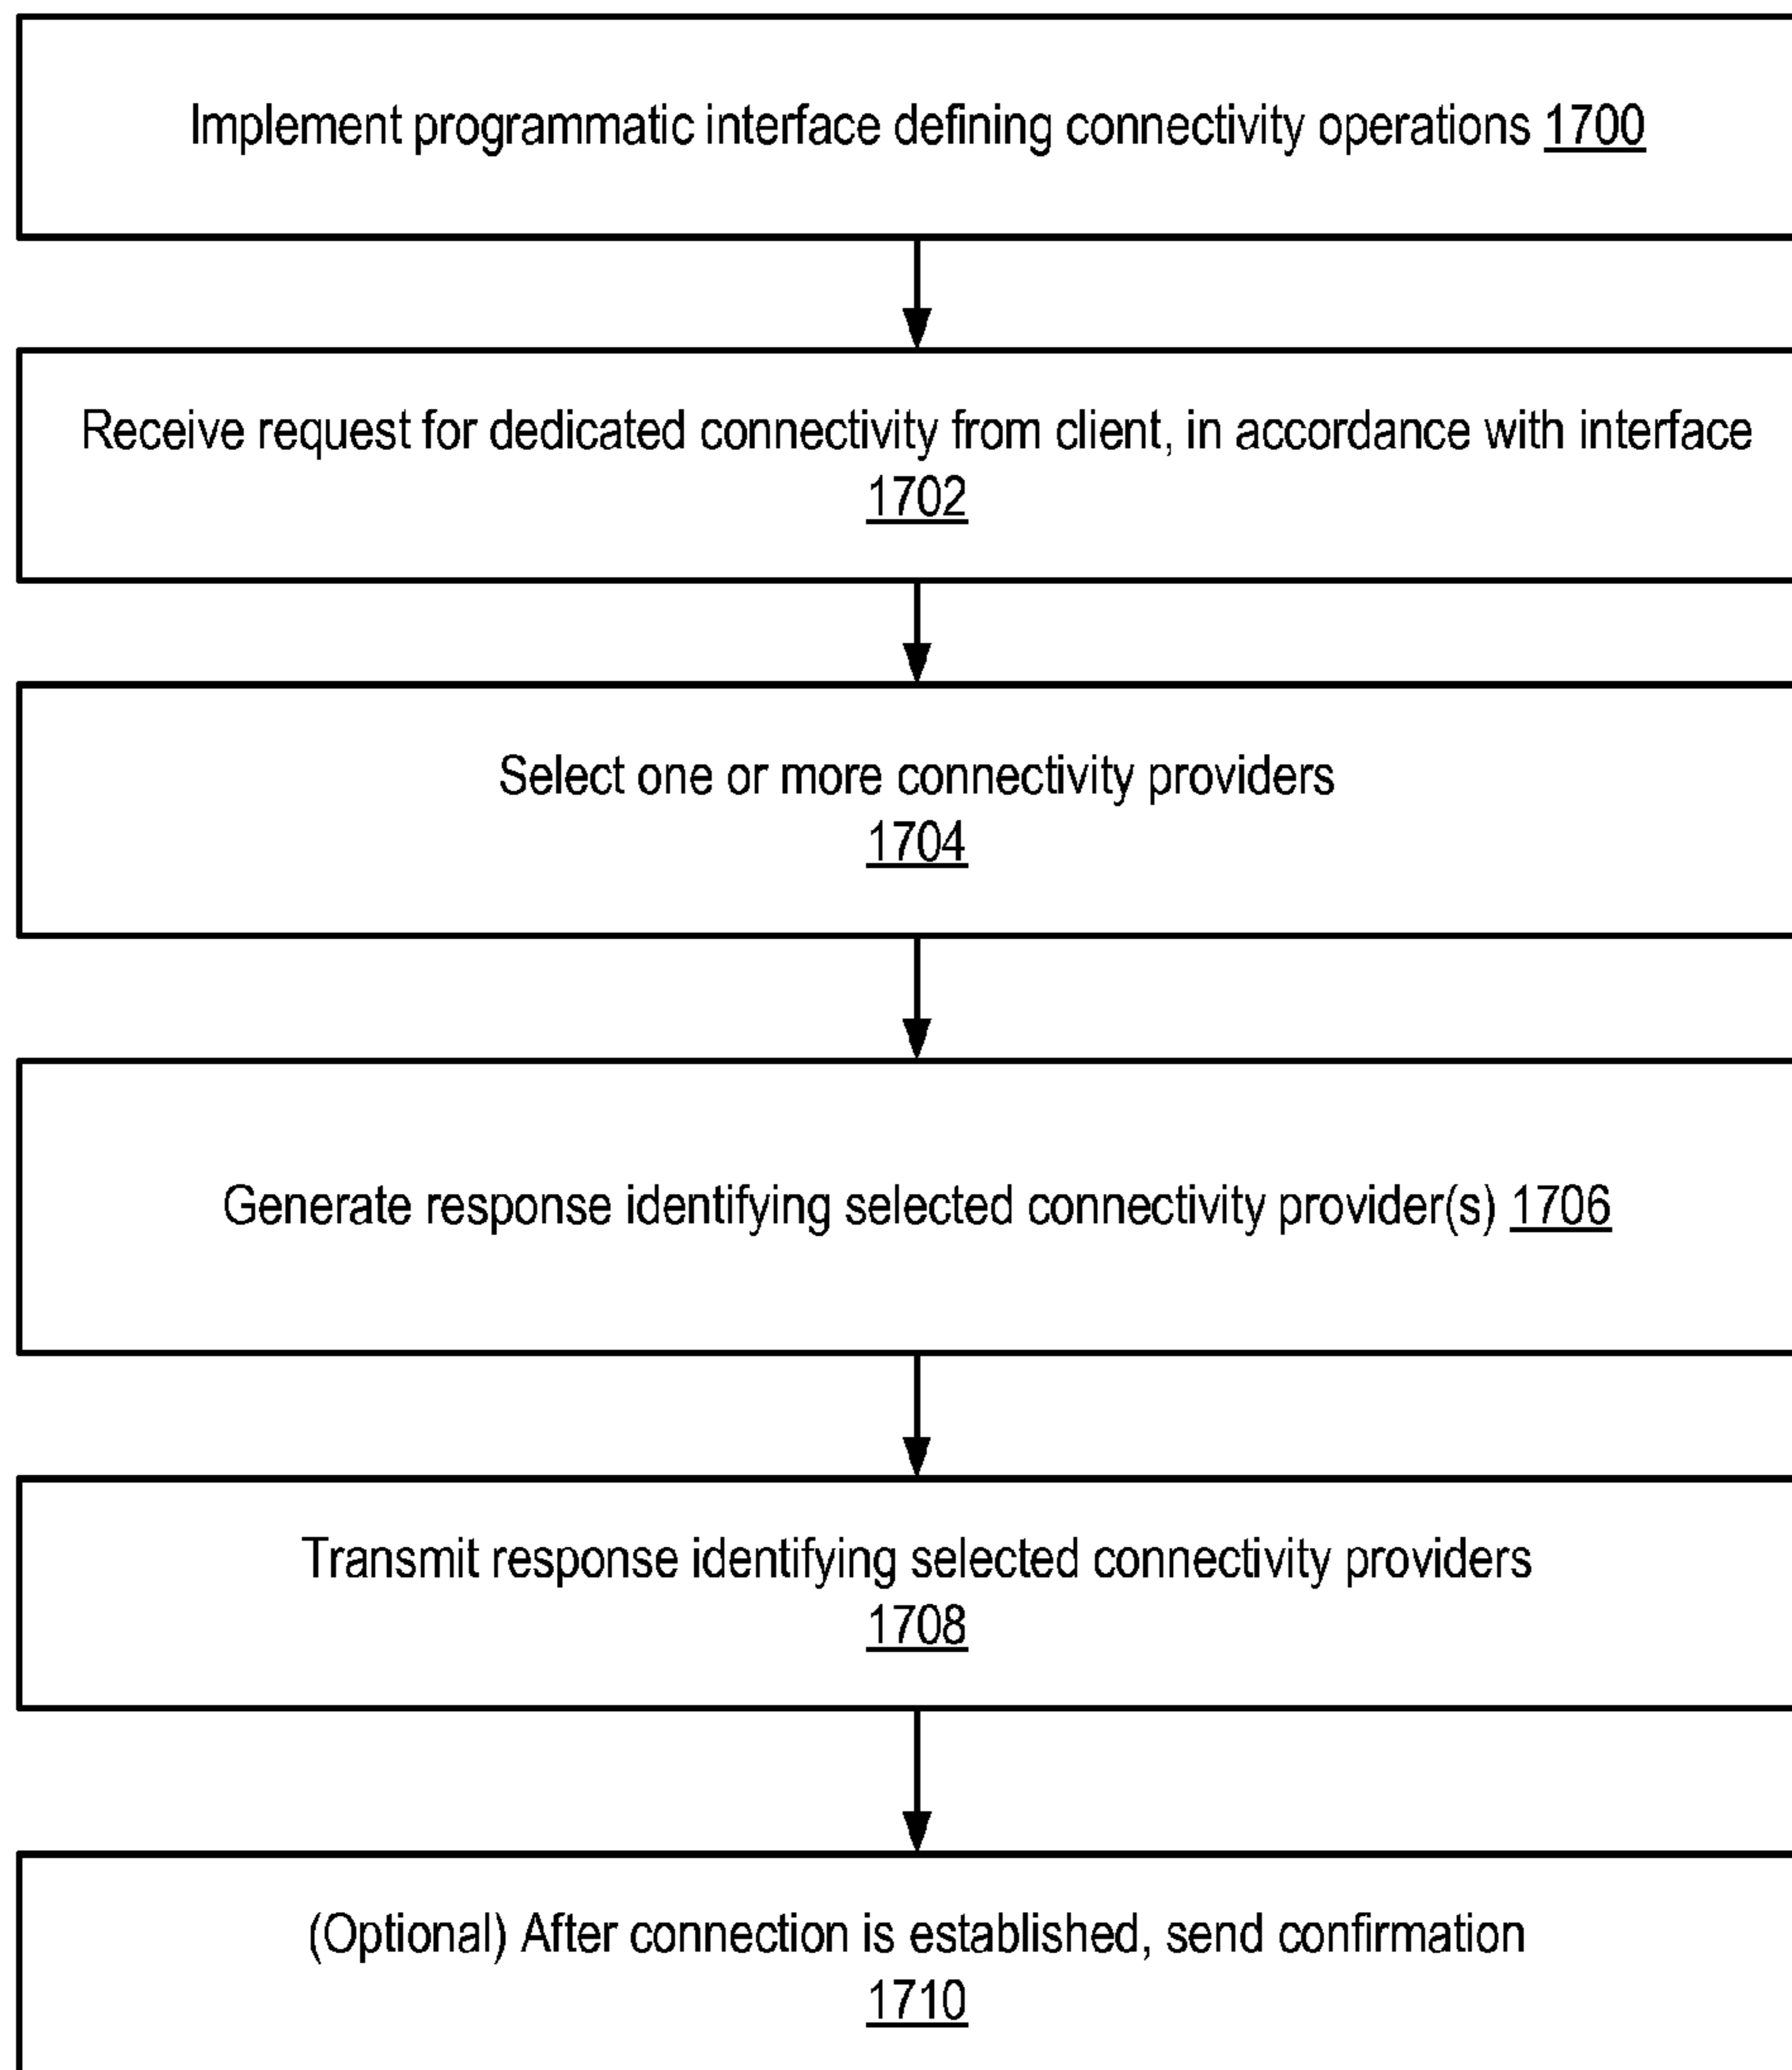 Implement programmatic interface defining connectivity operations 1700
Receive request for dedicated connectivity from client, in accordance with interface
1702
Select one or more connectivity providers
1704
Generate response identifying selected connectivity provider(s) 1706
Transmit response identifying selected connectivity providers
1708
(Optional) After connection is established, send confirmation
1710